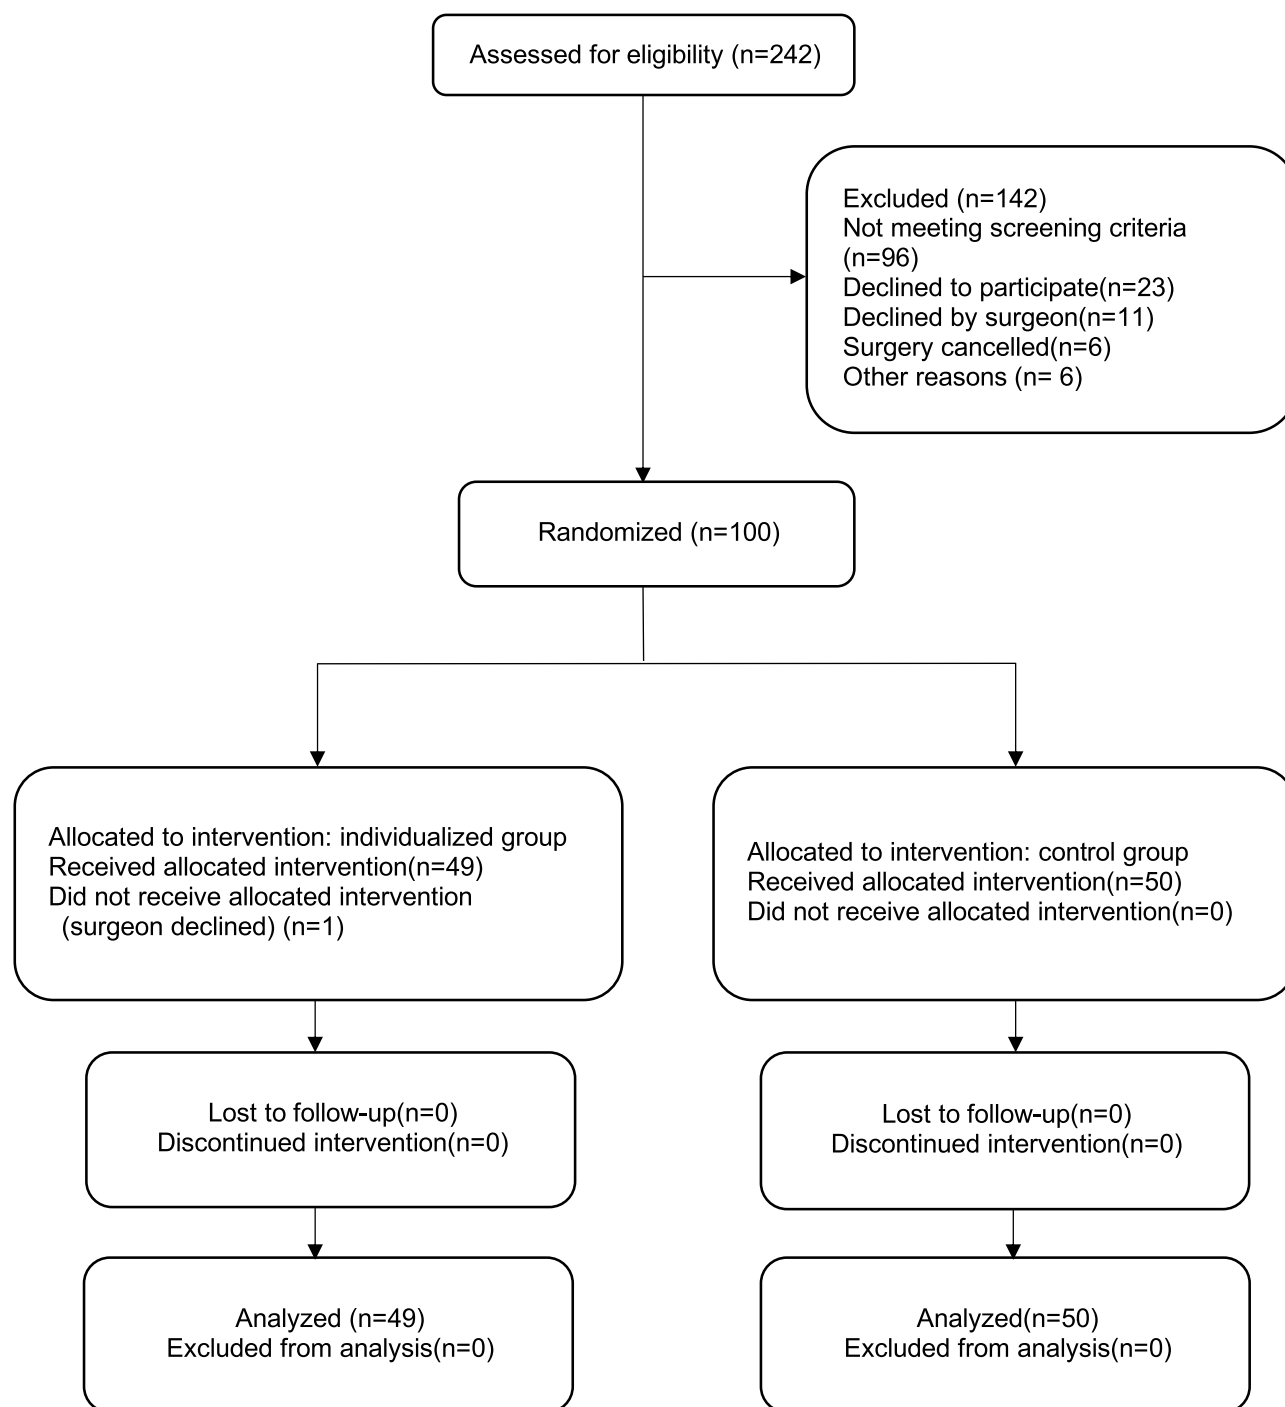 Assessed for eligibility (n=242)
Excluded (n=142)
Not meeting screening criteria
(n=96)
Declined to participate(n=23)
Declined by surgeon(n=11)
Surgery cancelled(n=6)
Other reasons (n= 6)
Randomized (n=100)
Allocated to intervention: individualized group
Received allocated intervention(n=49)
Did not receive allocated intervention
(surgeon declined) (n=1)
Allocated to intervention: control group
Received allocated intervention(n=50)
Did not receive allocated intervention(n=0)
Lost to follow-up(n=0)
Discontinued intervention(n=0)
Lost to follow-up(n=0)
Discontinued intervention(n=0)
Analyzed (n=49)
Excluded from analysis(n=0)
Analyzed(n=50)
Excluded from analysis(n=0)